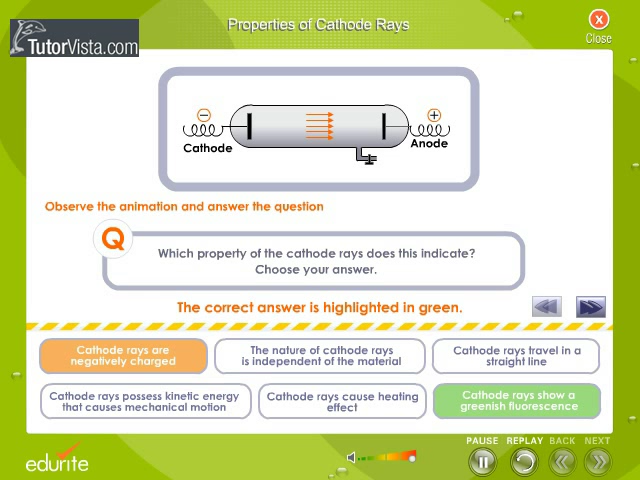 Properties of Cathode Rays
X
Close
TutorVista.com
−
+
Cathode
Anode
Observe the animation and answer the question
Q
Which property of the cathode rays does this indicate?
Choose your answer.
The correct answer is highlighted in green.
Cathode rays are
negatively charged
The nature of cathode rays
is independent of the material
Cathode rays travel in a
straight line
Cathode rays possess kinetic energy
that causes mechanical motion
Cathode rays cause heating
effect
Cathode rays show a
greenish fluorescence
PAUSE REPLAY BACK NEXT
edurite